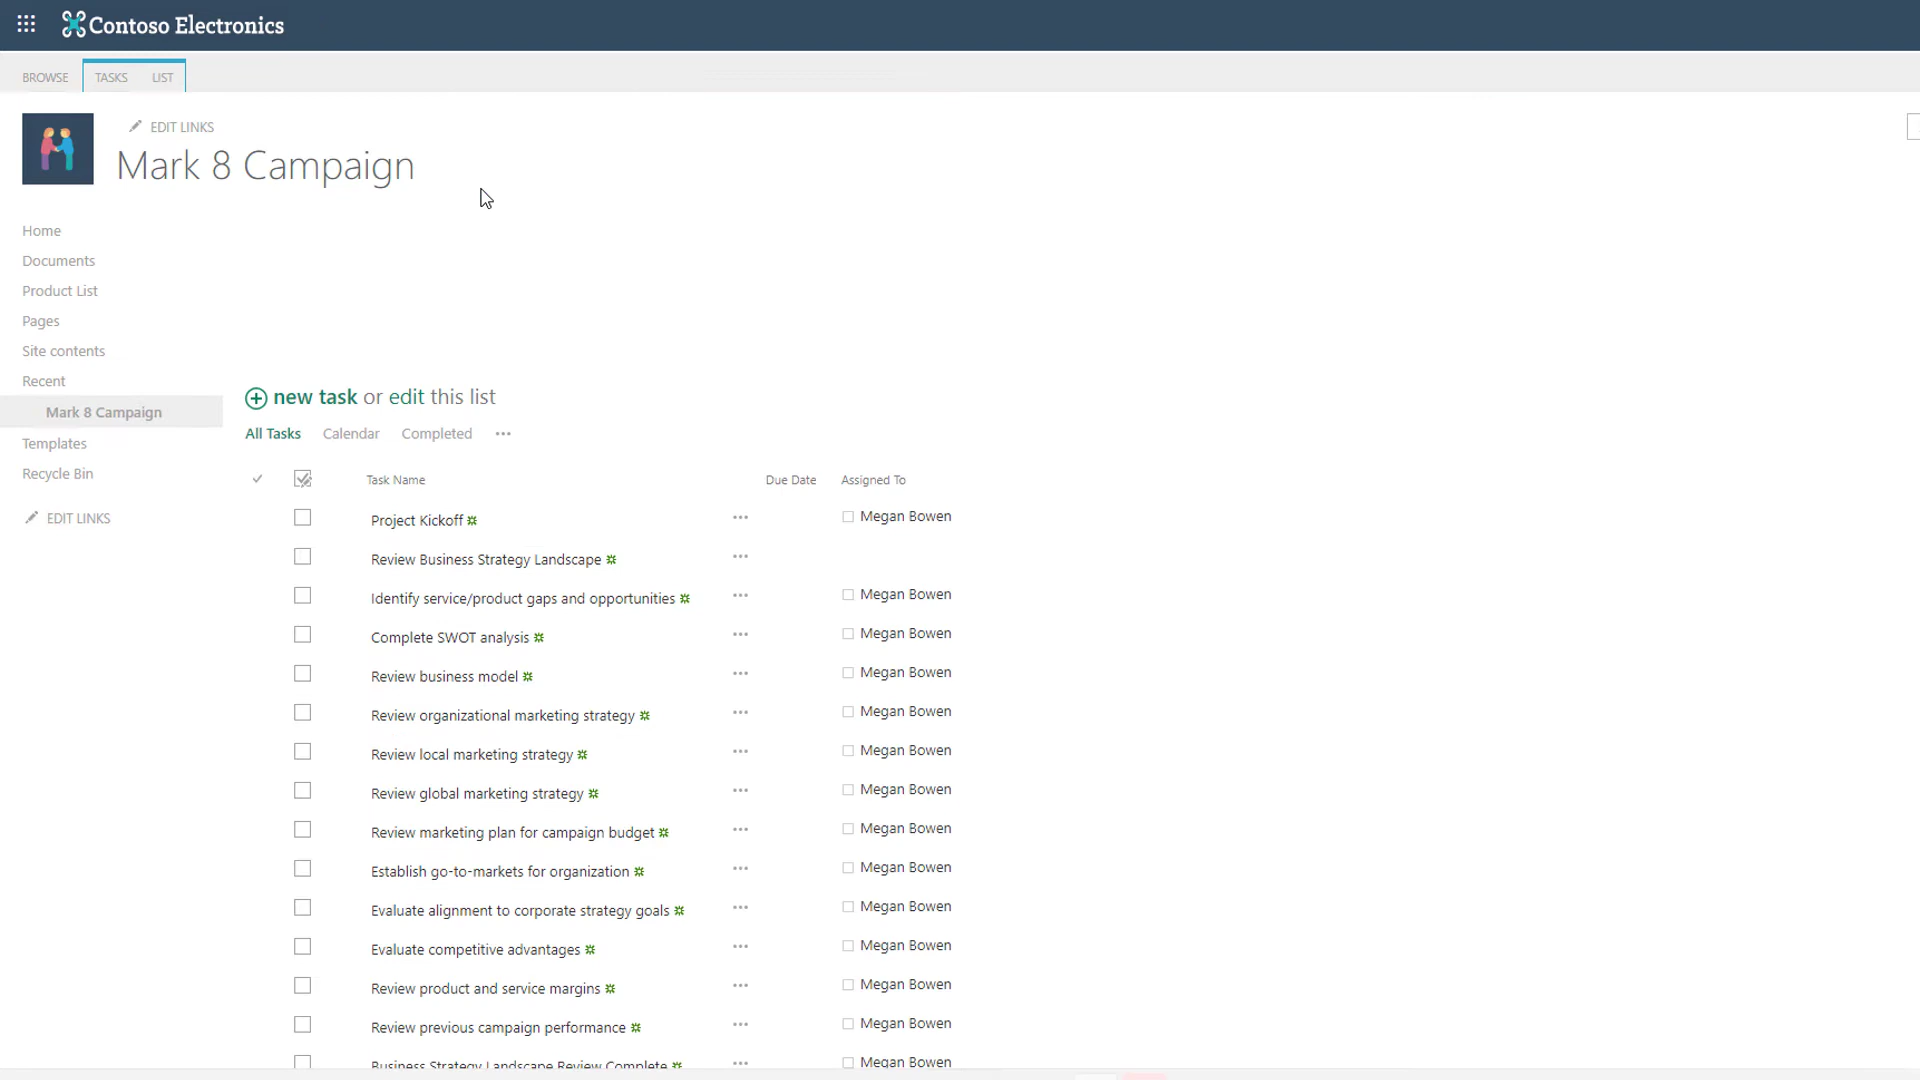 Contoso Electronics
BROWSE TASKS LIST
EDIT LINKS
Mark 8 Campaign
Home
Documents
Product List
Pages
Site contents
Recent
Mark 8 Campaign
Templates
Recycle Bin
EDIT LINKS
new task or edit this list
All Tasks Calendar Completed ...
Task Name Due Date Assigned To
Project Kickoff ... Megan Bowen
Review Business Strategy Landscape ...
Identify service/product gaps and opportunities ... Megan Bowen
Complete SWOT analysis ... Megan Bowen
Review business model ... Megan Bowen
Review organizational marketing strategy ... Megan Bowen
Review local marketing strategy ... Megan Bowen
Review global marketing strategy ... Megan Bowen
Review marketing plan for campaign budget ... Megan Bowen
Establish go-to-markets for organization ... Megan Bowen
Evaluate alignment to corporate strategy goals ... Megan Bowen
Evaluate competitive advantages ... Megan Bowen
Review product and service margins ... Megan Bowen
Review previous campaign performance ... Megan Bowen
Business Strategy Landscape Review Complete ... Megan Bowen